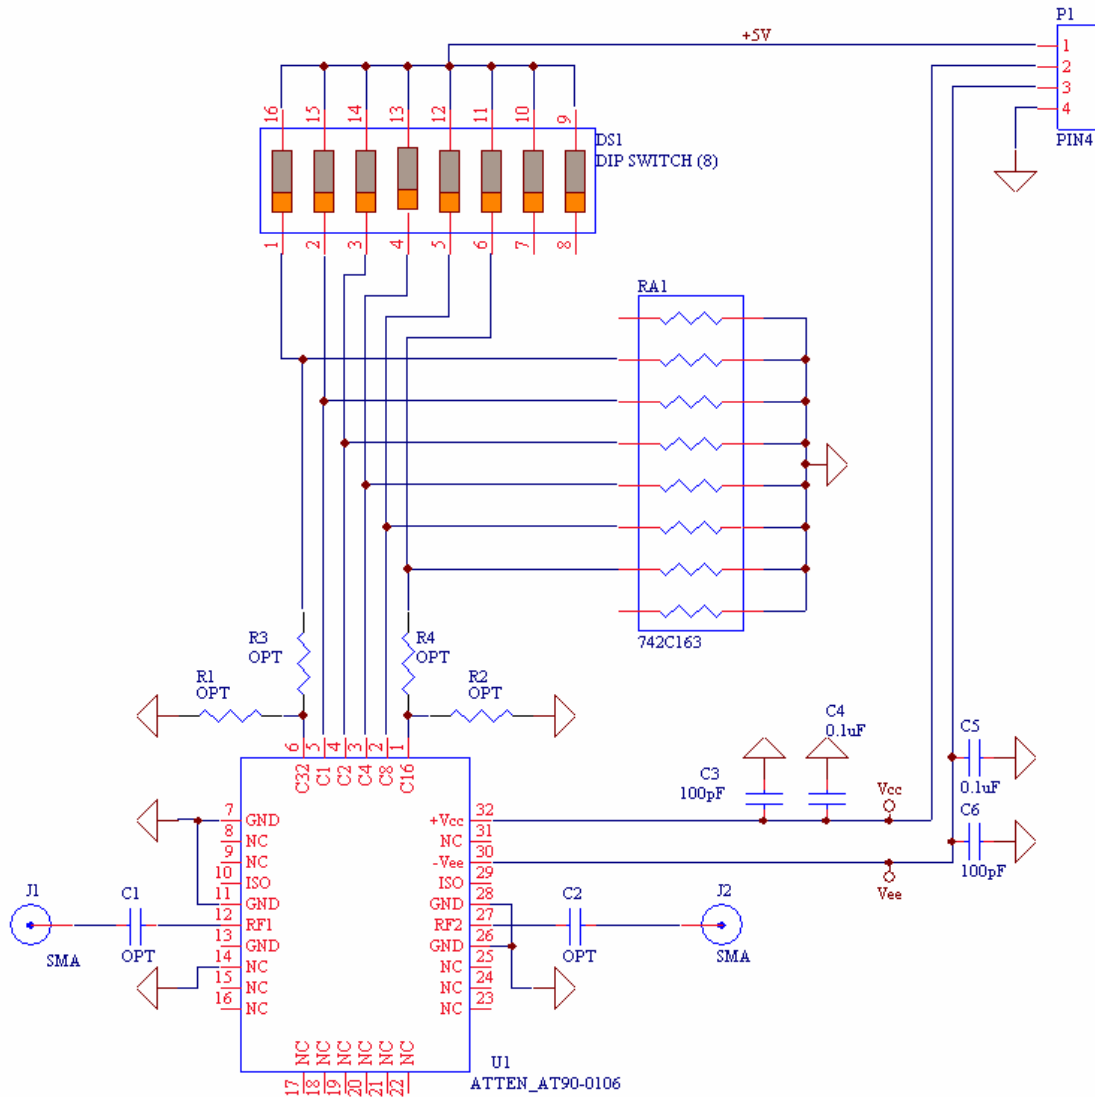 P1
+5V
1
2
3
4
PIN4
16
15
14
13
12
11
10
9
DS1
DIP SWITCH (8)
1
2
3
4
5
6
7
8
RA1
742C163
R3
OPT
R4
OPT
R1
OPT
R2
OPT
C4
0.1uF
C5
0.1uF
C3
100pF
Vcc
C6
100pF
Vee
6
5
4
3
2
1
C32
C1
C2
C4
C8
C16
7 GND
8 NC
9 NC
10 ISO
11 GND
12 RF1
13 GND
14 NC
15 NC
16 NC
+Vcc 32
NC 31
-Vee 30
ISO 29
GND 28
RF2 27
GND 26
NC 25
NC 24
NC 23
J1
SMA
C1
OPT
C2
OPT
J2
SMA
NC
NC
NC
NC
NC
NC
17
18
19
20
21
22
U1
ATTEN_AT90-0106